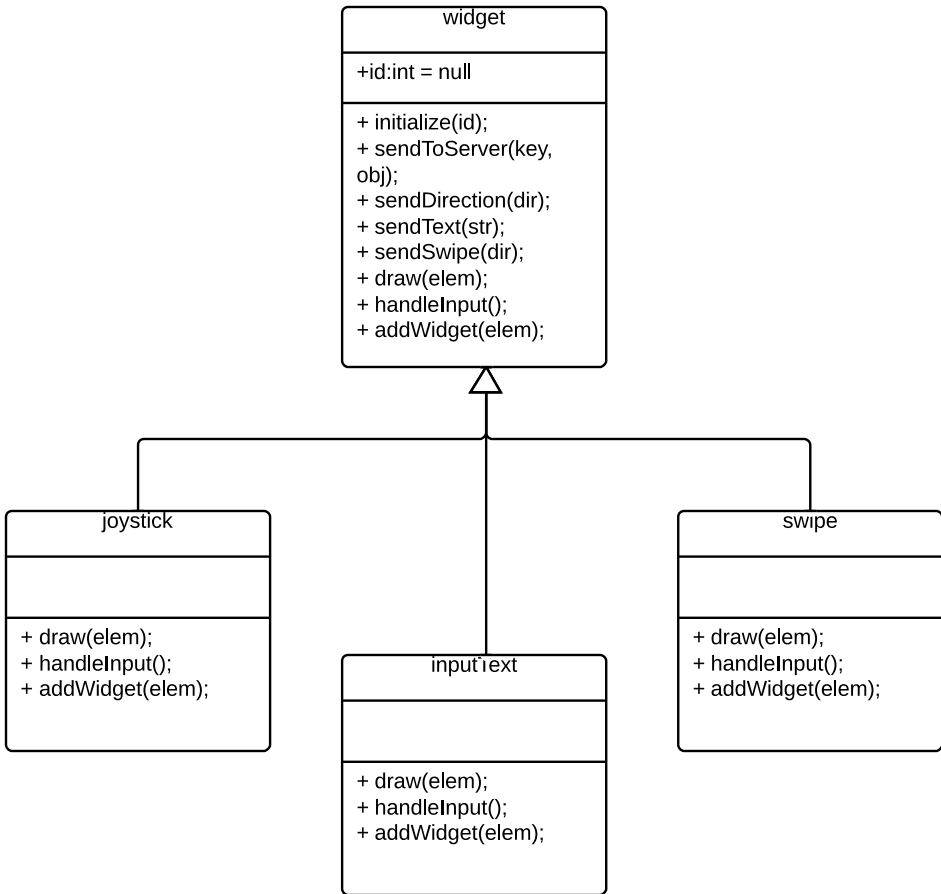 widget
+id:int = null
+ initialize(id);
+ sendToServer(key,
obj);
+ sendDirection(dir);
+ sendText(str);
+ sendSwipe(dir);
+ draw(elem);
+ handleInput();
+ addWidget(elem);
joystick
+ draw(elem);
+ handleInput();
+ addWidget(elem);
inputText
+ draw(elem);
+ handleInput();
+ addWidget(elem);
swipe
+ draw(elem);
+ handleInput();
+ addWidget(elem);